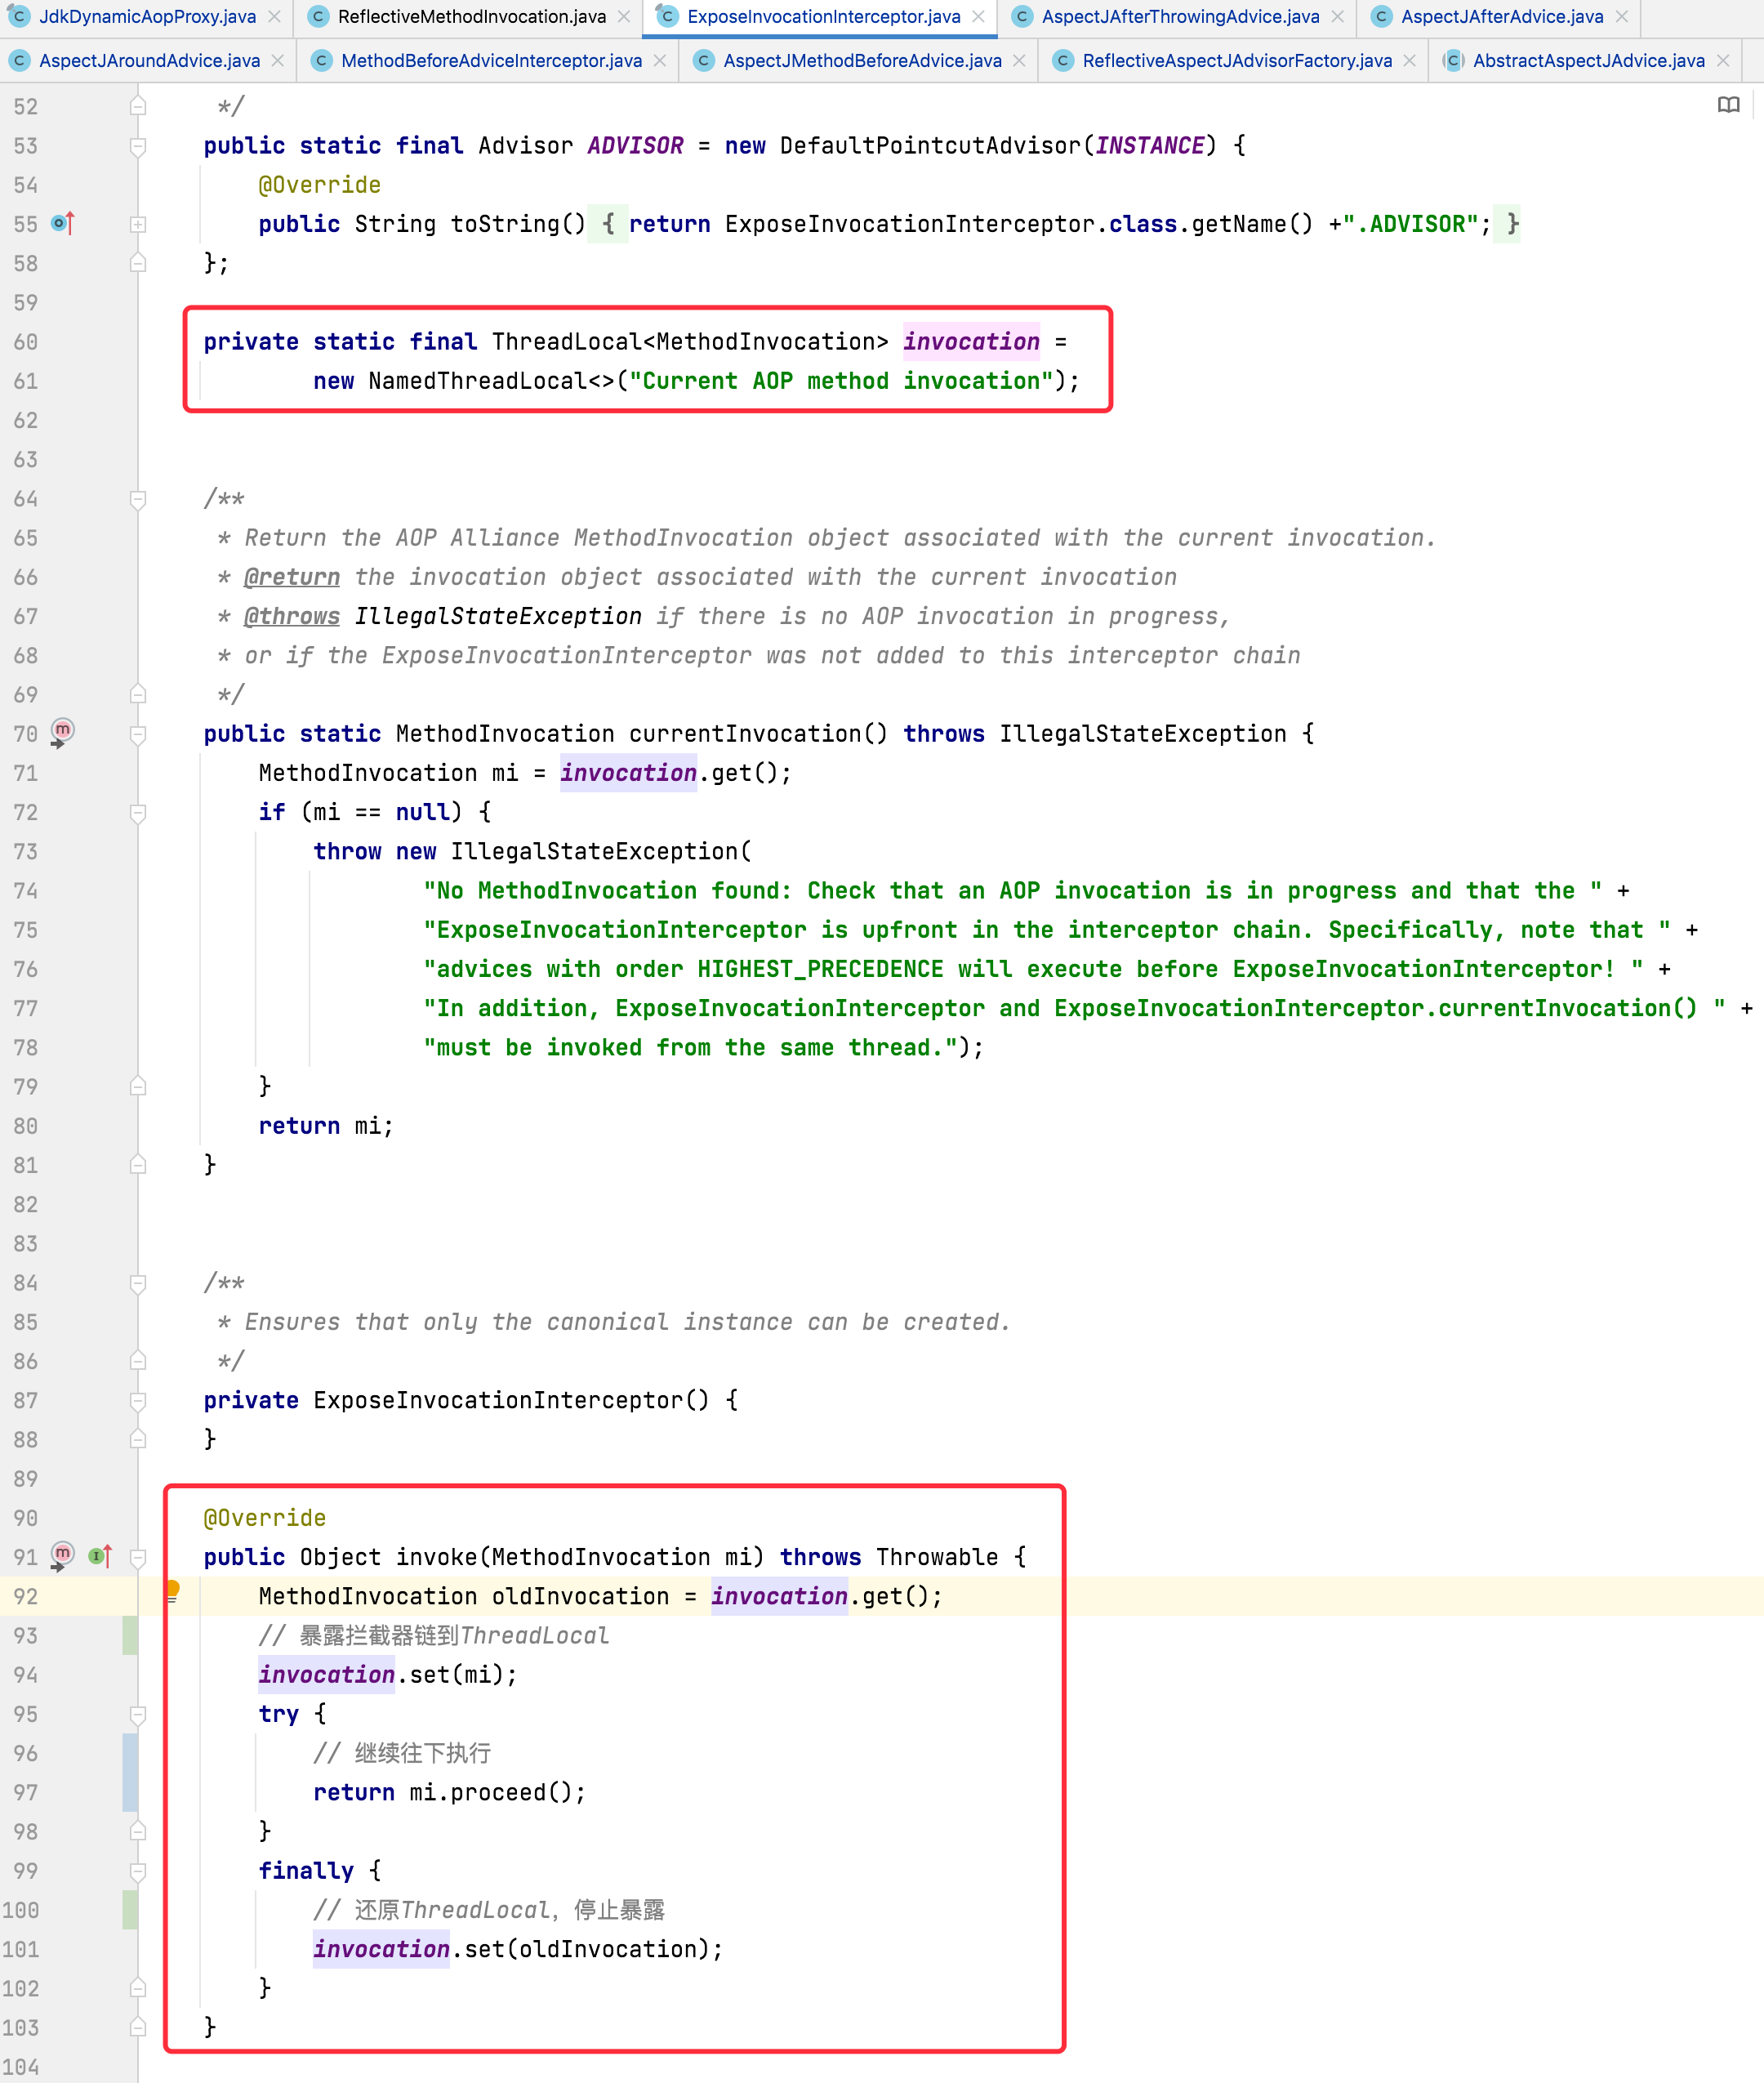 JdkDynamicAopProxy.java ReflectiveMethodInvocation.java ExposeInvocationInterceptor.java AspectJAfterThrowingAdvice.java AspectJAfterAdvice.java
AspectJAroundAdvice.java MethodBeforeAdviceInterceptor.java AspectJMethodBeforeAdvice.java ReflectiveAspectJAdvisorFactory.java AbstractAspectJAdvice.java
52 */
53 public static final Advisor ADVISOR = new DefaultPointcutAdvisor(INSTANCE) {
54 @Override
55 public String toString() { return ExposeInvocationInterceptor.class.getName() +".ADVISOR"; }
58 };
59
60 private static final ThreadLocal<MethodInvocation> invocation =
61 new NamedThreadLocal<>("Current AOP method invocation");
62
63
64 /**
65 * Return the AOP Alliance MethodInvocation object associated with the current invocation.
66 * @return the invocation object associated with the current invocation
67 * @throws IllegalStateException if there is no AOP invocation in progress,
68 * or if the ExposeInvocationInterceptor was not added to this interceptor chain
69 */
70 public static MethodInvocation currentInvocation() throws IllegalStateException {
71 MethodInvocation mi = invocation.get();
72 if (mi == null) {
73 throw new IllegalStateException(
74 "No MethodInvocation found: Check that an AOP invocation is in progress and that the " +
75 "ExposeInvocationInterceptor is upfront in the interceptor chain. Specifically, note that " +
76 "advices with order HIGHEST_PRECEDENCE will execute before ExposeInvocationInterceptor! " +
77 "In addition, ExposeInvocationInterceptor and ExposeInvocationInterceptor.currentInvocation() " +
78 "must be invoked from the same thread.");
79 }
80 return mi;
81 }
82
83
84 /**
85 * Ensures that only the canonical instance can be created.
86 */
87 private ExposeInvocationInterceptor() {
88 }
89
90 @Override
91 public Object invoke(MethodInvocation mi) throws Throwable {
92 MethodInvocation oldInvocation = invocation.get();
93 // 暴露拦截器链到ThreadLocal
94 invocation.set(mi);
95 try {
96 // 继续往下执行
97 return mi.proceed();
98 }
99 finally {
100 // 还原ThreadLocal，停止暴露
101 invocation.set(oldInvocation);
102 }
103 }
104